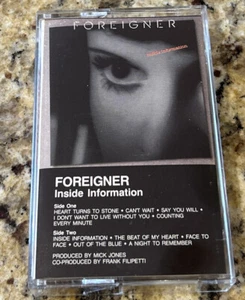 FOREIGNER
inside information
FOREIGNER
Inside Information
Side One
HEART TURNS TO STONE • CAN'T WAIT • SAY YOU WILL •
I DON'T WANT TO LIVE WITHOUT YOU • COUNTING
EVERY MINUTE
Side Two
INSIDE INFORMATION • THE BEAT OF MY HEART • FACE TO
FACE • OUT OF THE BLUE • A NIGHT TO REMEMBER
PRODUCED BY MICK JONES
CO-PRODUCED BY FRANK FILIPETTI